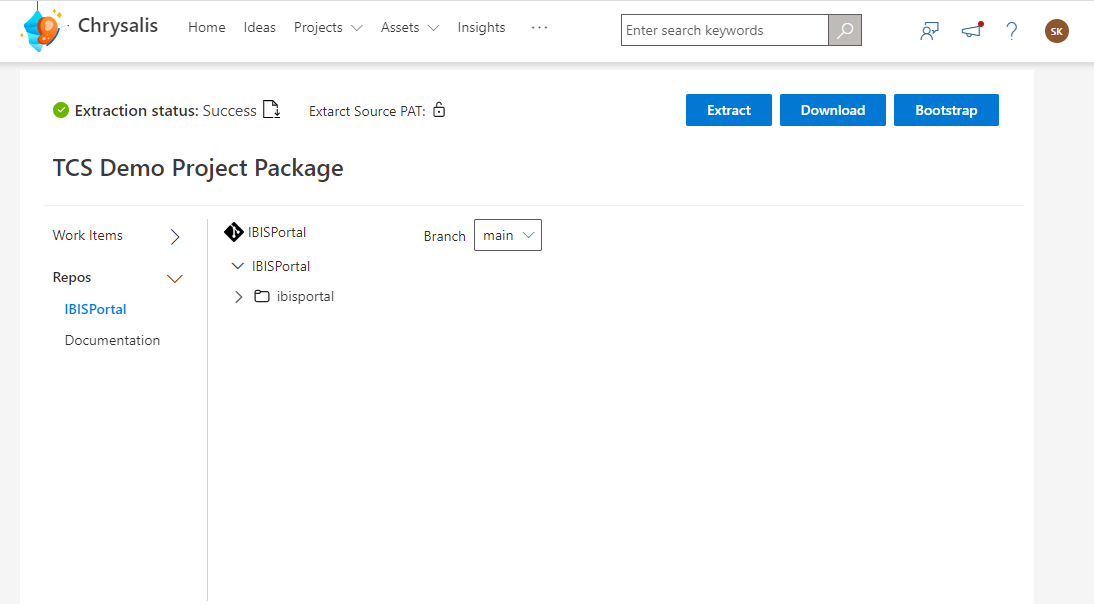 Chrysalis Home Ideas Projects Assets Insights ... Enter search keywords ? SK
Extraction status: Success Extarct Source PAT: Extract Download Bootstrap
TCS Demo Project Package
Work Items
Repos
IBISPortal
Documentation
IBISPortal Branch main
IBISPortal
ibisportal